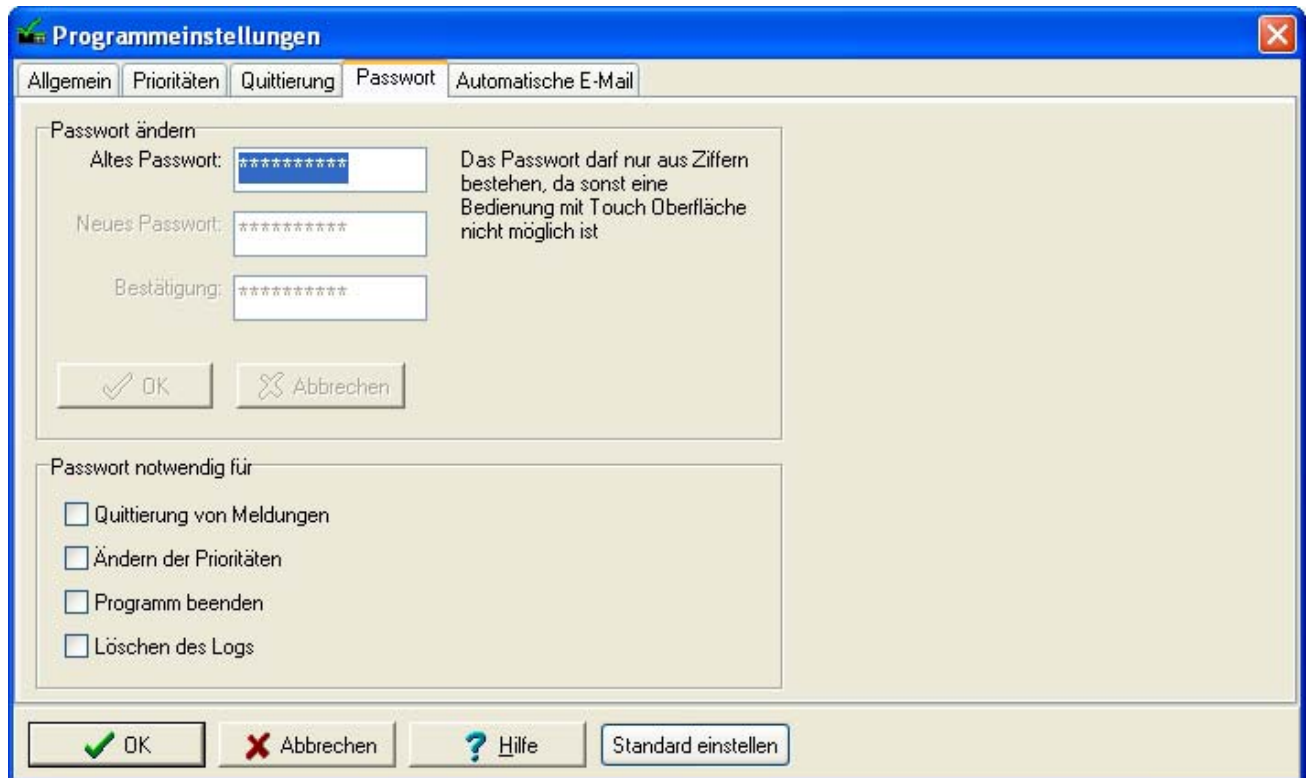 Programmeinstellungen
Allgemein Prioritäten Quittierung Passwort Automatische E-Mail
Passwort ändern
Altes Passwort: **********
Das Passwort darf nur aus Ziffern
bestehen, da sonst eine
Bedienung mit Touch Oberfläche
nicht möglich ist
Neues Passwort: **********
Bestätigung: **********
OK Abbrechen
Passwort notwendig für
Quittierung von Meldungen
Ändern der Prioritäten
Programm beenden
Löschen des Logs
OK Abbrechen Hilfe Standard einstellen